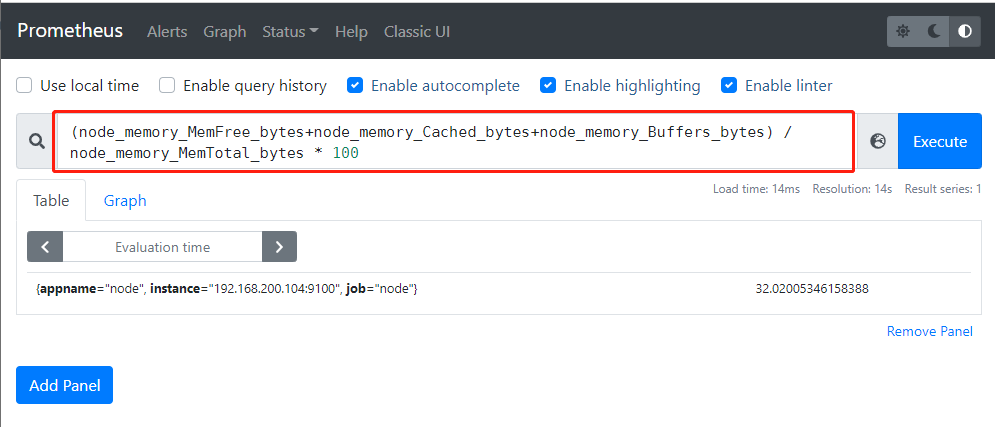 Prometheus Alerts Graph Status Help Classic UI
Use local time Enable query history Enable autocomplete Enable highlighting Enable linter
(node_memory_MemFree_bytes+node_memory_Cached_bytes+node_memory_Buffers_bytes) /
node_memory_MemTotal_bytes * 100
Execute
Load time: 14ms Resolution: 14s Result series: 1
Table Graph
Evaluation time
{appname="node", instance="192.168.200.104:9100", job="node"} 32.02005346158388
Remove Panel
Add Panel